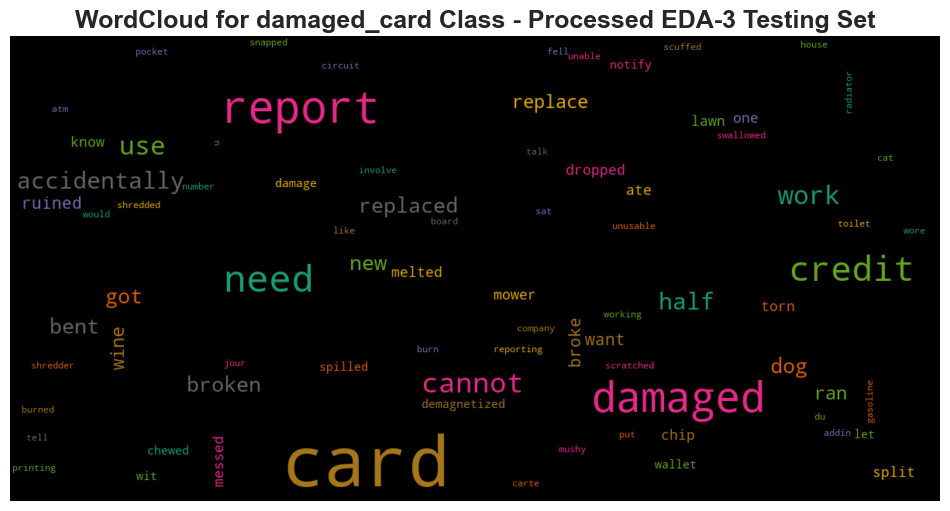 WordCloud for damaged_card Class - Processed EDA-3 Testing Set
snapped
house
pocket
fell
scuffed
unable
circuit
notify
radiator
report
replace
atm
lawn
one
swallowed
know
use
u
talk
cat
accidentally
number
damage
involve
dropped
ate
work
ruined
shredded
would
replaced
sat
board
unusable
toilet
wore
like
need
new
melted
credit
got
mower
half
torn
bent
wine
company
working
broke
want
shredder
jour
spilled
burn
reporting
scratched
dog
broken
cannot
damaged
ran
gasoline
burned
demagnetized
du
tell
chewed
messed
card
mushy
put
chip
addin
let
printing
wit
carte
wallet
split